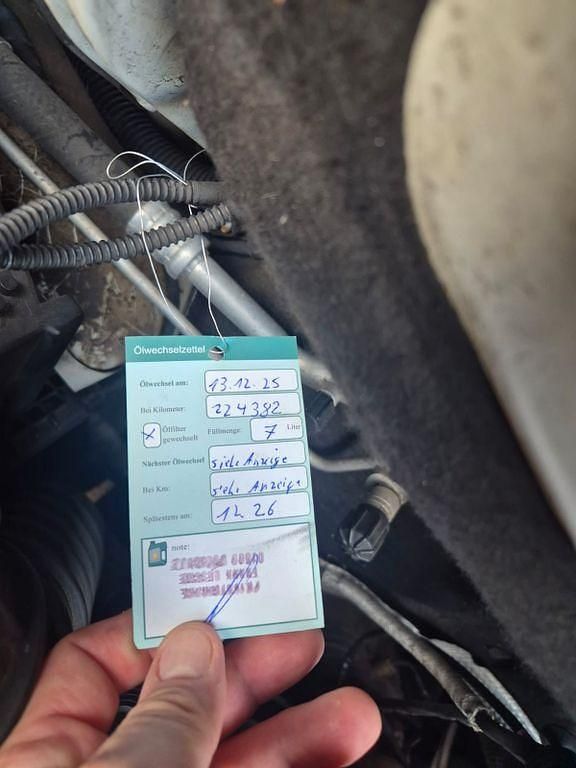 Ölwechselzettel
Ölwechsel am: 13.12.25
Bei Kilometer: 224382
x Ölfilter gewechselt Füllmenge: 7 Liter
Nächster Ölwechsel siehe Anzeige
Bei Km: siehe Anzeige
Spätestens am: 12.26
note: